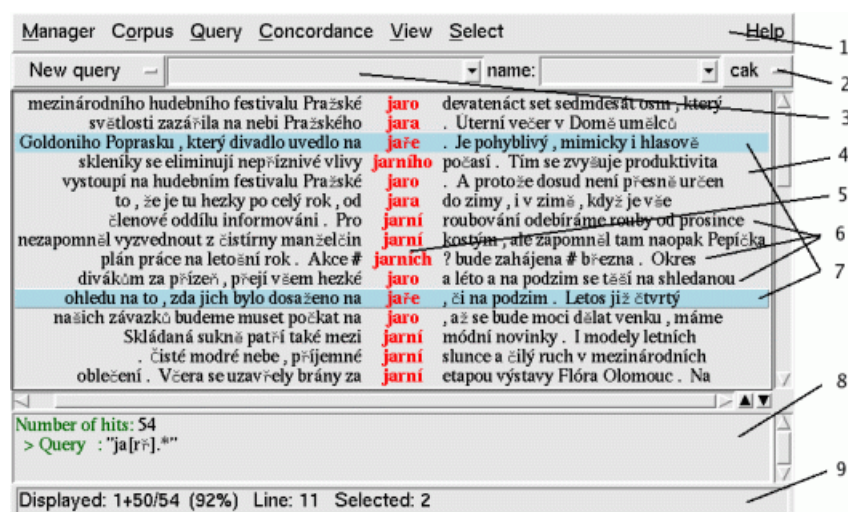 Manager Corpus Query Concordance View Select Help
1
New query name: cak
2
mezinárodního hudebního festivalu Pražské jaro devatenáct set sedmdesát osm , který
3
světlosti zazářila na nebi Pražského jara . Úterní večer v Domě umělců
Goldoniho Poprasku , který divadlo uvedlo na jaře . Je pohyblivý , mimicky i hlasově
4
skleníky se eliminují nepříznivé vlivy jarního počasí . Tím se zvyšuje produktivita
vystoupí na hudebním festivalu Pražské jaro . A protože dosud není přesně určen
5
to , že je tu hezky po celý rok , od jara do zimy , i v zimě , když je vše
členové oddílu informováni . Pro jarní roubování odebíráme rouby od prosince
6
nezapomněl vyzvednout z čistírny manželčin jarní kostým , ale zapomněl tam naopak Pepíčka
plán práce na letošní rok . Akce # jarních ? bude zahájena # března . Okres
7
divákům za přízeň , přejí všem hezké jaro a léto a na podzim se těší na shledanou
ohledu na to , zda jich bylo dosaženo na jaře , či na podzim . Letos již čtvrtý
našich závazků budeme muset počkat na jaro , až se bude moci dělat venku , máme
Skládaná sukně patří také mezi jarní módní novinky . I modely letních
. Čisté modré nebe , příjemné jarní slunce a čilý ruch v mezinárodních
8
oblečení . Včera se uzavřely brány za jarní etapou výstavy Flóra Olomouc . Na
Number of hits: 54
> Query : "ja[rř].*"
9
Displayed: 1+50/54 (92%) Line: 11 Selected: 2